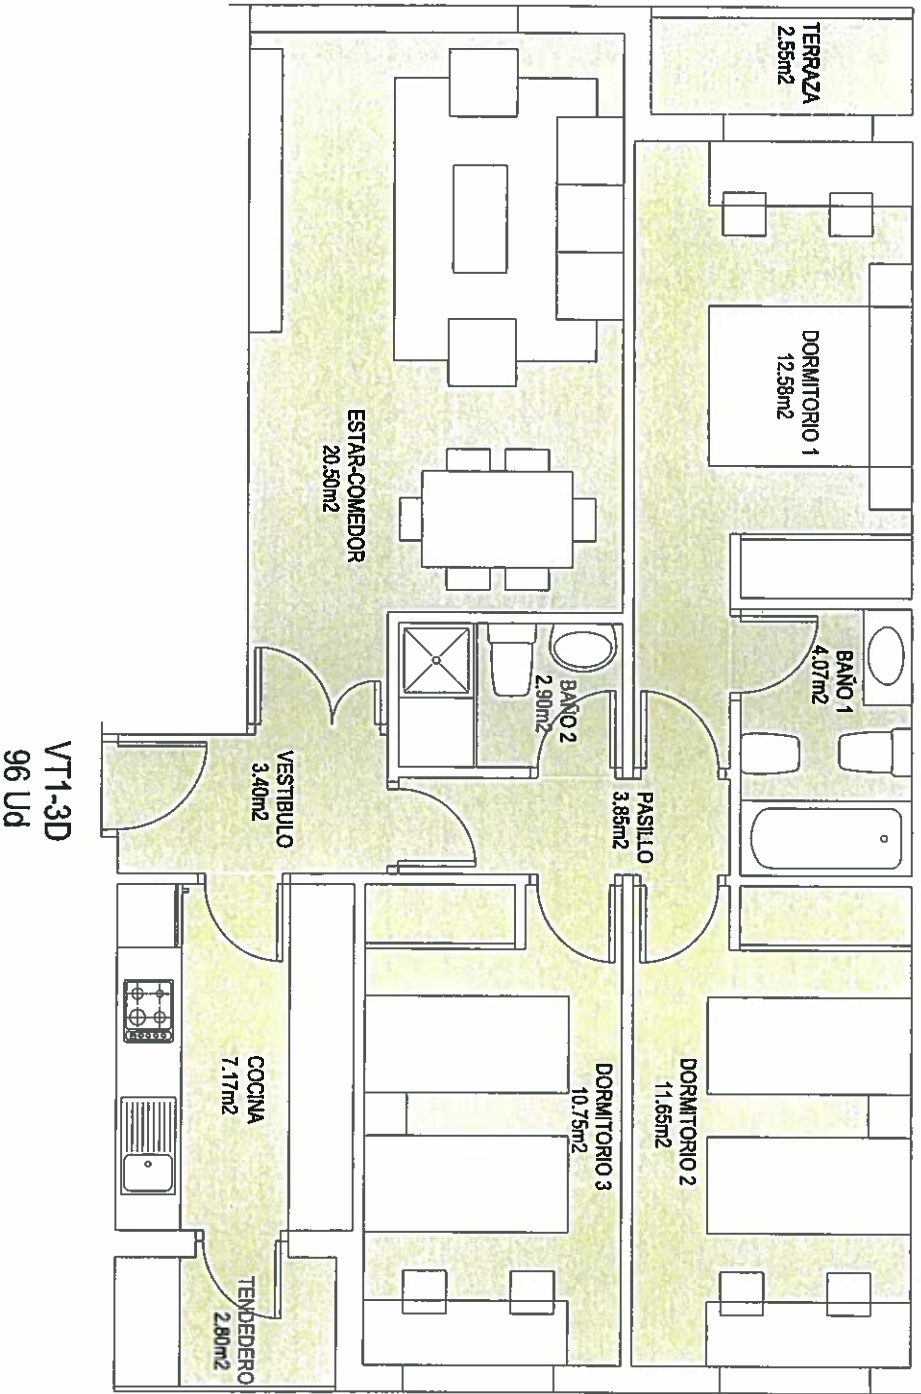 TERRAZA
2.55m2
DORMITORIO 1
12.58m2
ESTAR-COMEDOR
20.50m2
BAÑO 1
4.07m2
BAÑO 2
2.90m2
PASILLO
3.85m2
VESTIBULO
3.40m2
DORMITORIO 2
11.65m2
DORMITORIO 3
10.75m2
COCINA
7.17m2
TENDEDERO
2.80m2
VT1-3D
96 Ud